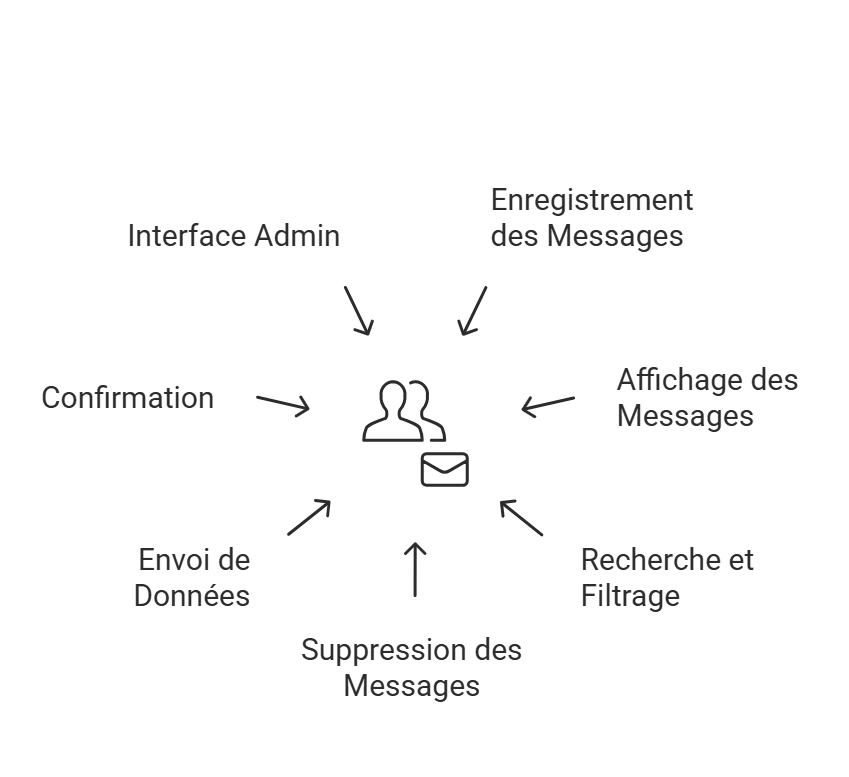 Enregistrement
des Messages
Interface Admin
Affichage des
Messages
Confirmation
Envoi de
Données
Recherche et
Filtrage
Suppression des
Messages